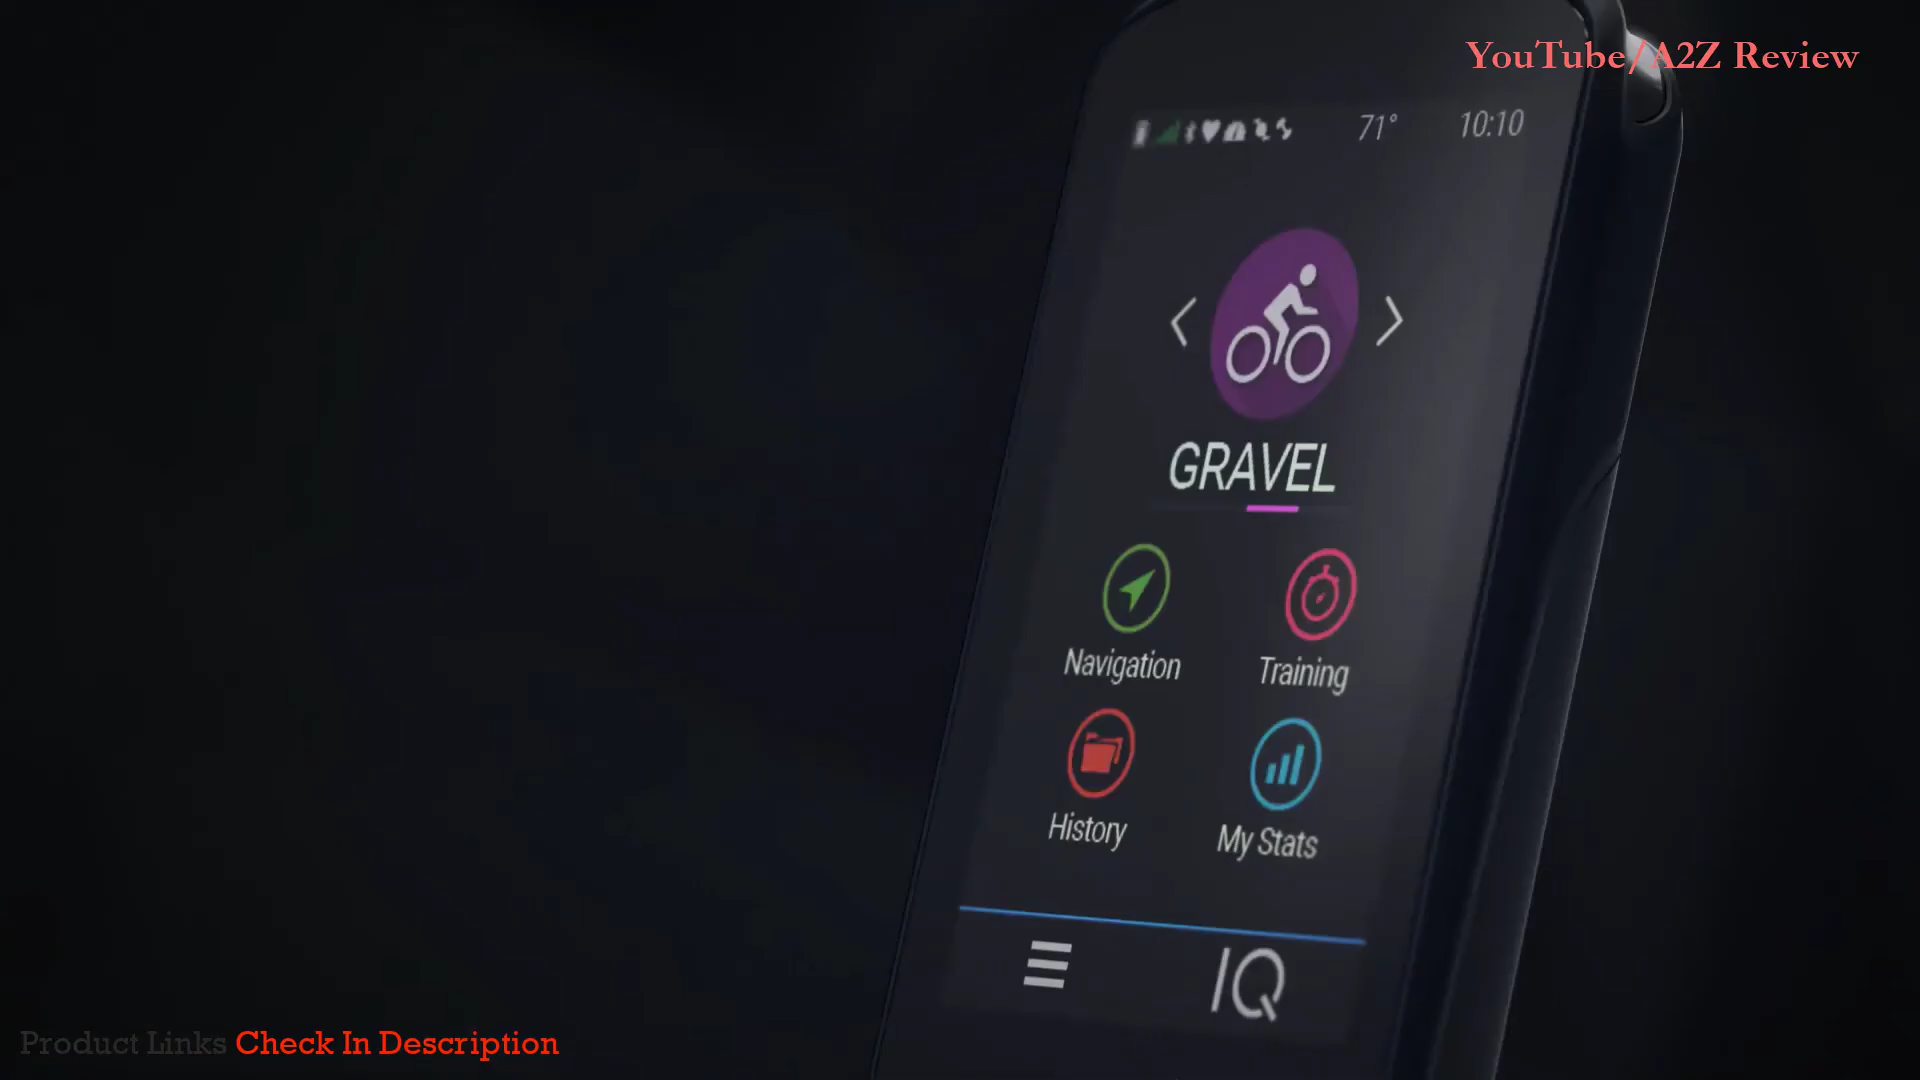 YouTube/A2Z Review
71° 10:10
GRAVEL
Navigation Training
History My Stats
IQ
Product Links Check In Description